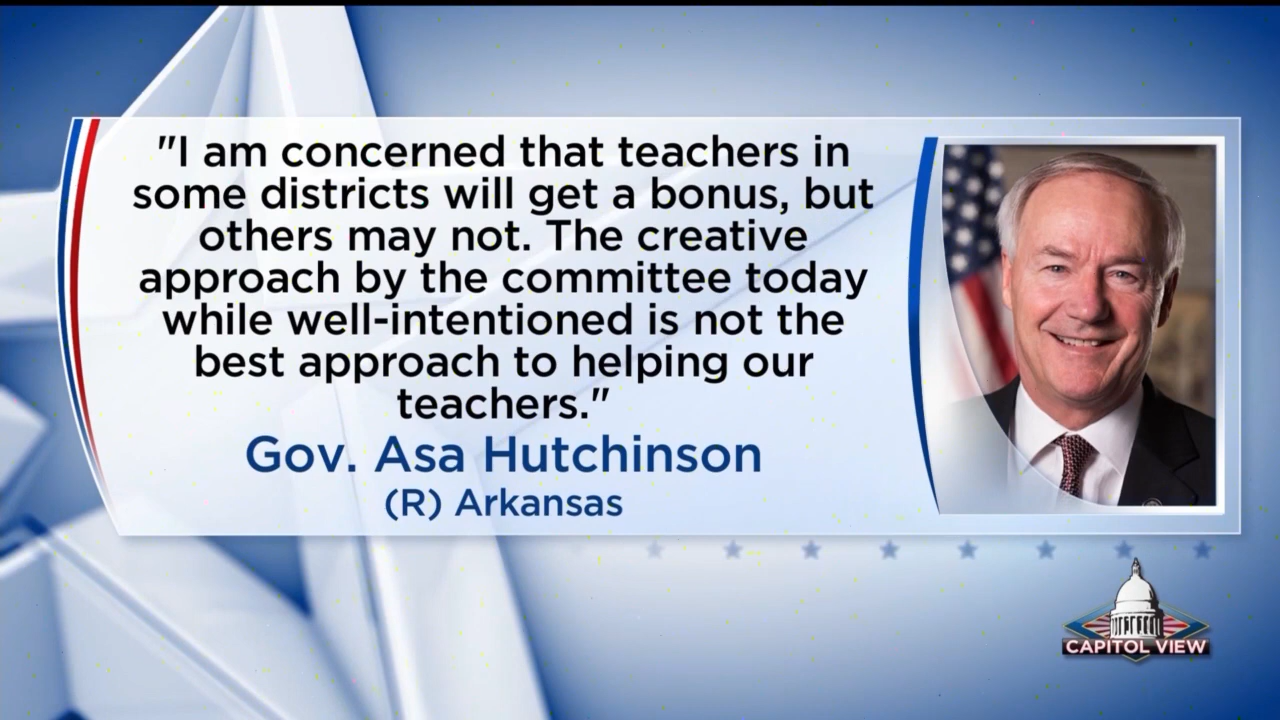 "I am concerned that teachers in
some districts will get a bonus, but
others may not. The creative
approach by the committee today
while well-intentioned is not the
best approach to helping our
teachers."
Gov. Asa Hutchinson
(R) Arkansas
CAPITOL VIEW